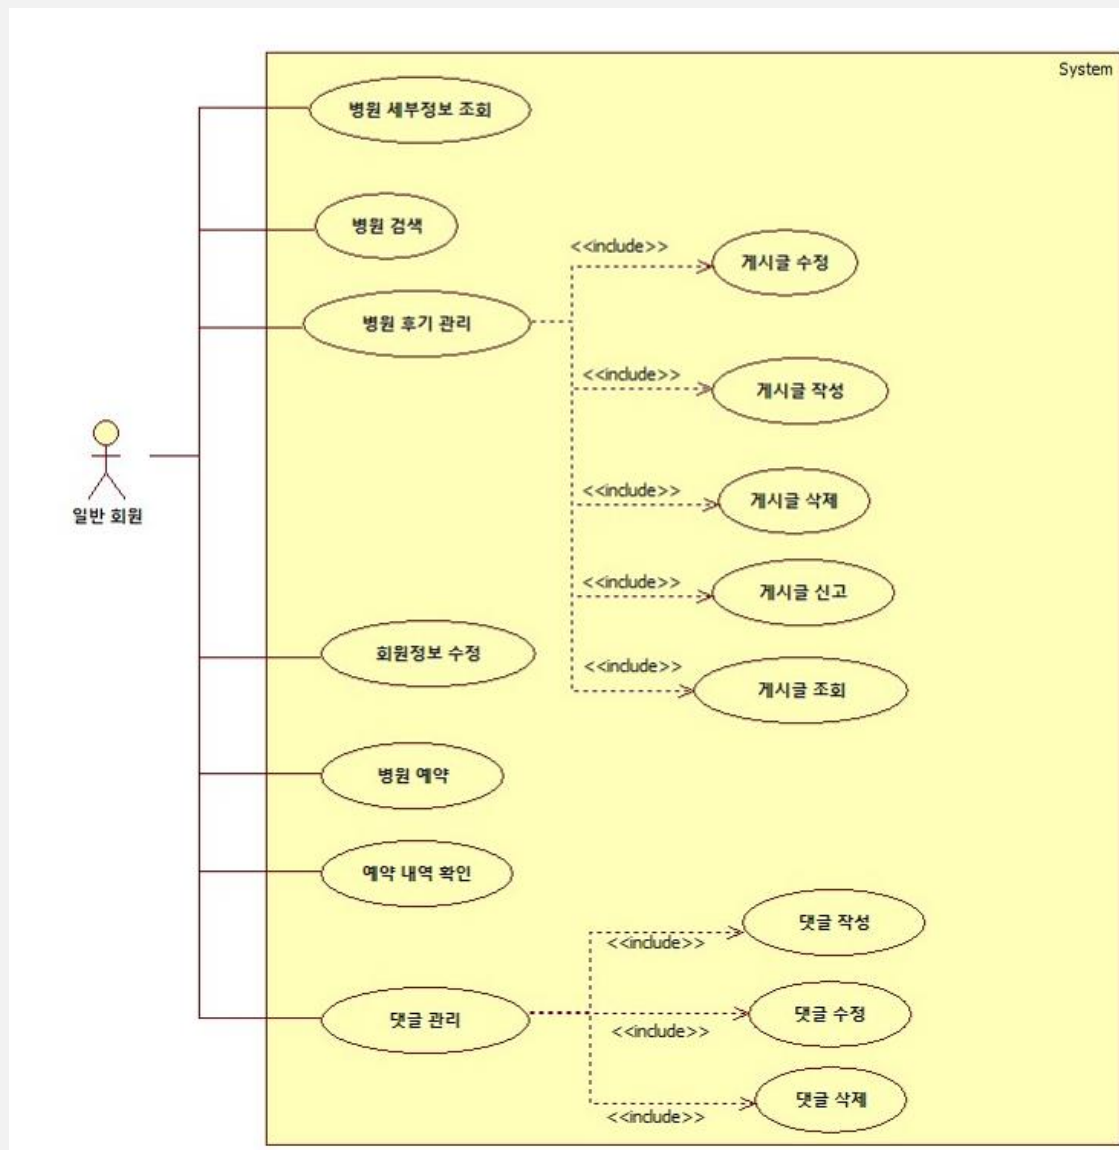 System
병원 세부정보 조회
병원 검색
<<include>>
게시글 수정
병원 후기 관리
<<include>>
게시글 작성
일반 회원
<<include>>
게시글 삭제
<<include>>
게시글 신고
회원정보 수정
<<include>>
게시글 조회
병원 예약
예약 내역 확인
댓글 작성
<<include>>
댓글 관리
댓글 수정
<<include>>
댓글 삭제
<<include>>